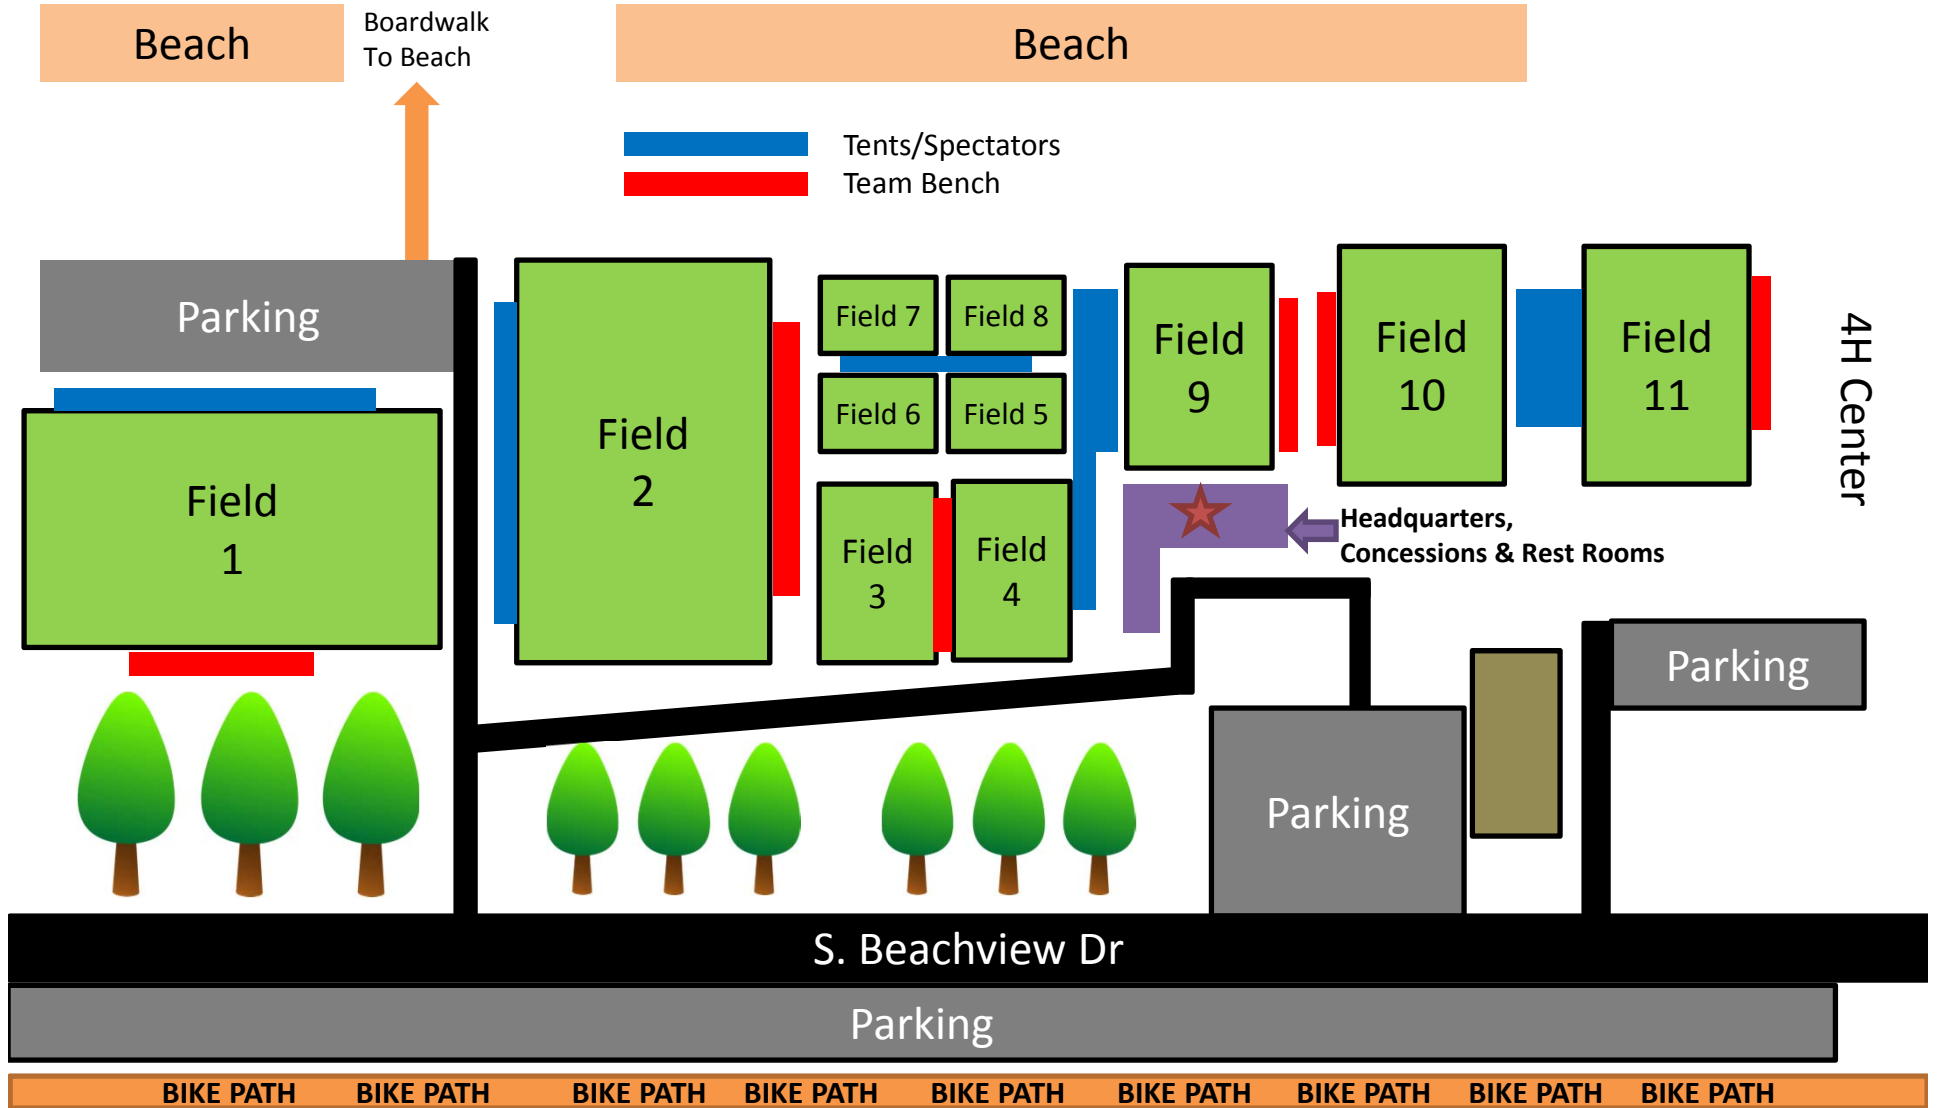 Beach
Boardwalk
To Beach
Beach
Tents/Spectators
Team Bench
Parking
Field
1
Field
2
Field 7
Field 8
Field 6
Field 5
Field
3
Field
4
Field
9
Field
10
Field
11
4H Center
Headquarters,
Concessions & Rest Rooms
Parking
Parking
S. Beachview Dr
Parking
BIKE PATH BIKE PATH BIKE PATH BIKE PATH BIKE PATH BIKE PATH BIKE PATH BIKE PATH BIKE PATH